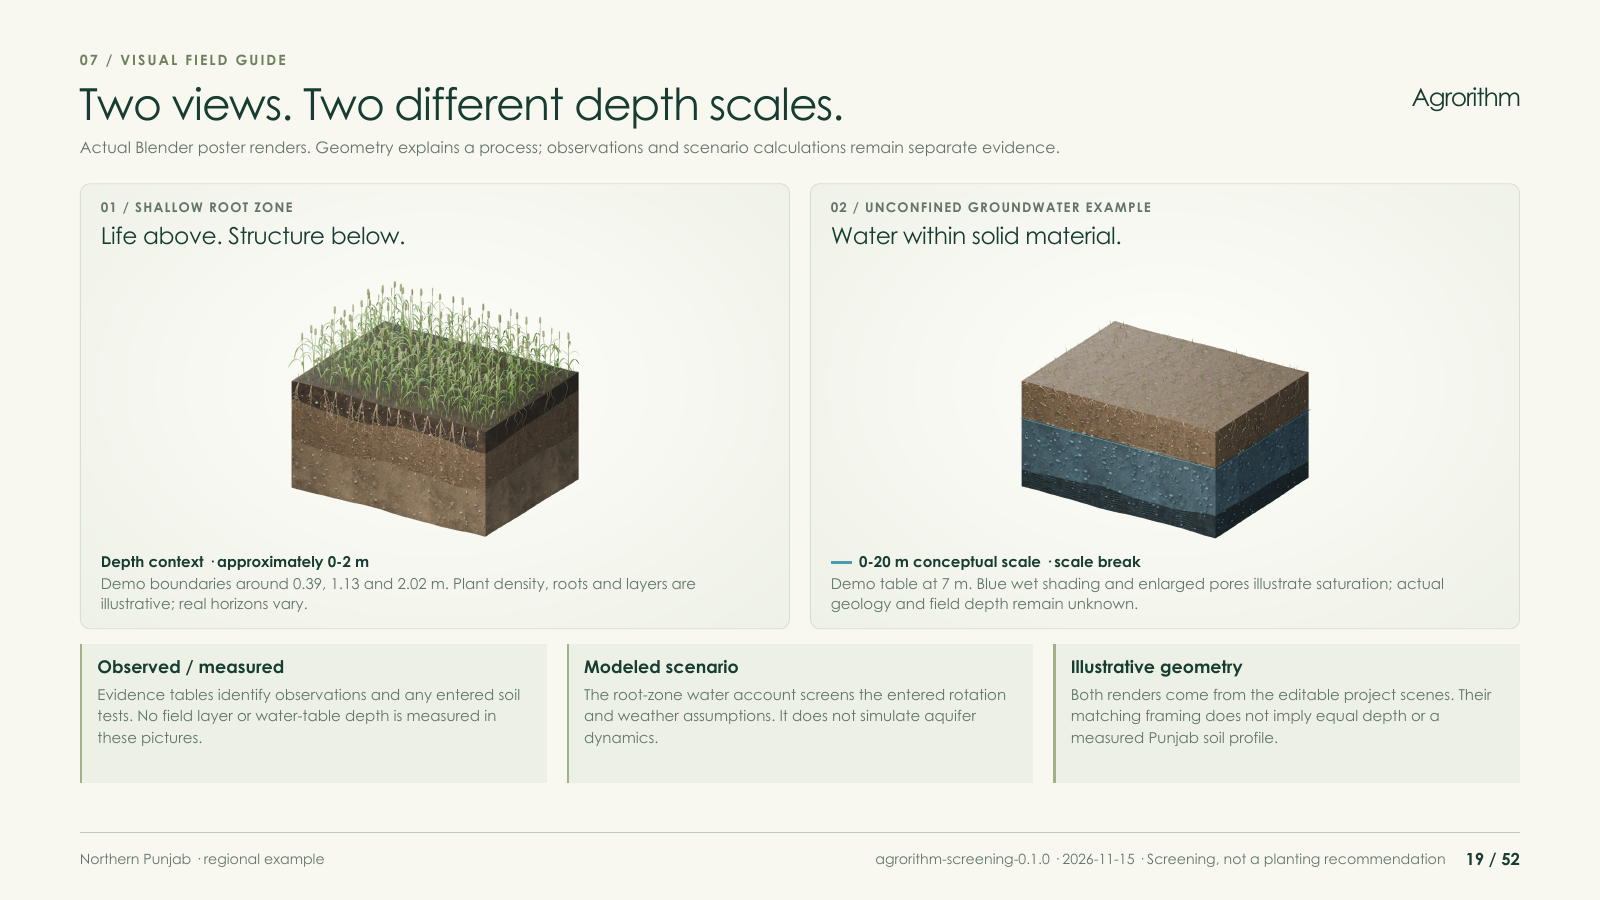 07 / VISUAL FIELD GUIDE
Two views. Two different depth scales.
Agrorithm
Actual Blender poster renders. Geometry explains a process; observations and scenario calculations remain separate evidence.
01 / SHALLOW ROOT ZONE
Life above. Structure below.
Depth context · approximately 0-2 m
Demo boundaries around 0.39, 1.13 and 2.02 m. Plant density, roots and layers are
illustrative; real horizons vary.
02 / UNCONFINED GROUNDWATER EXAMPLE
Water within solid material.
0-20 m conceptual scale · scale break
Demo table at 7 m. Blue wet shading and enlarged pores illustrate saturation; actual
geology and field depth remain unknown.
Observed / measured
Evidence tables identify observations and any entered soil
tests. No field layer or water-table depth is measured in
these pictures.
Modeled scenario
The root-zone water account screens the entered rotation
and weather assumptions. It does not simulate aquifer
dynamics.
Illustrative geometry
Both renders come from the editable project scenes. Their
matching framing does not imply equal depth or a
measured Punjab soil profile.
Northern Punjab · regional example
agrorithm-screening-0.1.0 · 2026-11-15 · Screening, not a planting recommendation
19 / 52